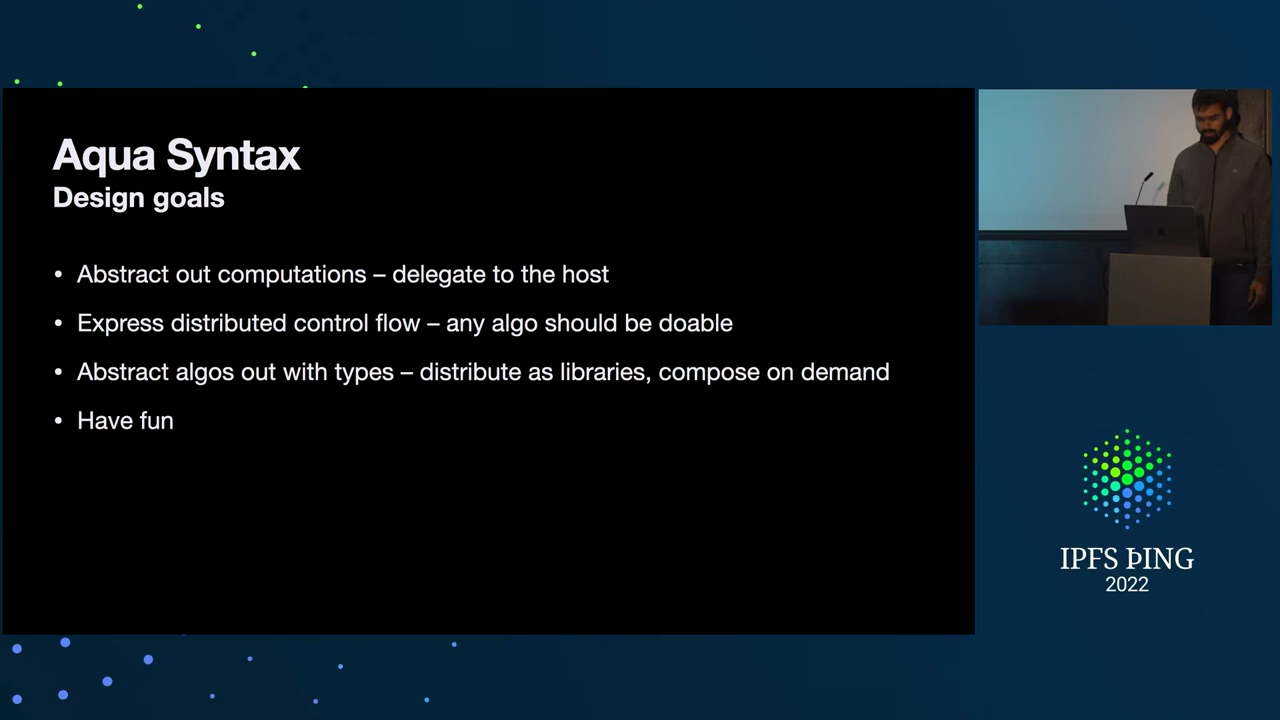 Aqua Syntax
Design goals
• Abstract out computations – delegate to the host
• Express distributed control flow – any algo should be doable
• Abstract algos out with types – distribute as libraries, compose on demand
• Have fun
IPFS ÞING
2022